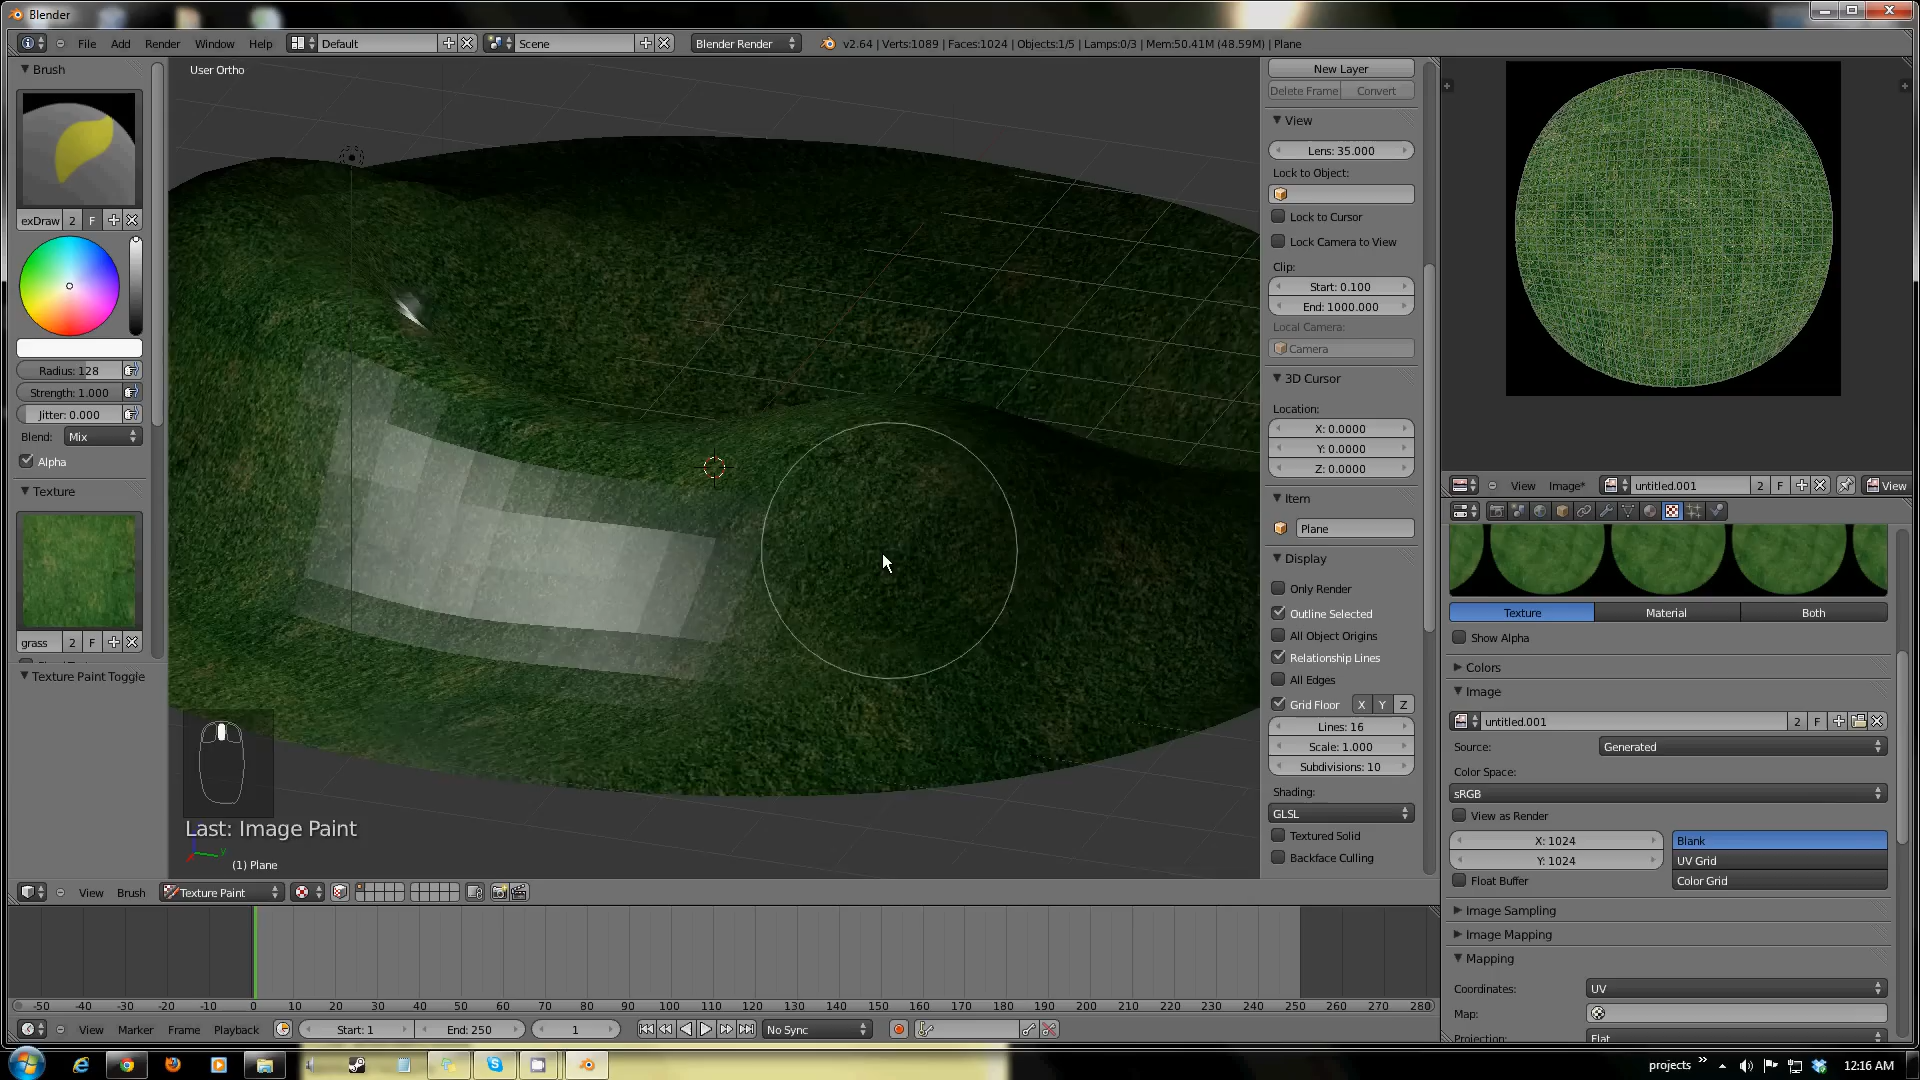 Blender
File Add Render Window Help Default Scene Blender Render v2.64 | Verts:1089 | Faces:1024 | Objects:1/5 | Lamps:0/3 | Mem:50.41M (48.59M) | Plane
Brush
exDraw 2 F
Radius: 128
Strength: 1.000
Jitter: 0.000
Blend: Mix
Alpha
Texture
grass 2 F
Texture Paint Toggle
User Ortho
Last: Image Paint
(1) Plane
View Brush Texture Paint
New Layer
Delete Frame Convert
View
Lens: 35.000
Lock to Object:
Lock to Cursor
Lock Camera to View
Clip:
Start: 0.100
End: 1000.000
Local Camera:
Camera
3D Cursor
Location:
X: 0.0000
Y: 0.0000
Z: 0.0000
Item
Plane
Display
Only Render
Outline Selected
All Object Origins
Relationship Lines
All Edges
Grid Floor X Y Z
Lines: 16
Scale: 1.000
Subdivisions: 10
Shading:
GLSL
Textured Solid
Backface Culling
View Image* untitled.001 2 F View
Texture Material Both
Show Alpha
Colors
Image
untitled.001 2 F
Source: Generated
Color Space:
sRGB
View as Render
X: 1024 Blank
Y: 1024 UV Grid
Float Buffer Color Grid
Image Sampling
Image Mapping
Mapping
Coordinates: UV
Map:
Projection: Flat
-50 -40 -30 -20 -10 0 10 20 30 40 50 60 70 80 90 100 110 120 130 140 150 160 170 180 190 200 210 220 230 240 250 260 270 280
View Marker Frame Playback Start: 1 End: 250 1 No Sync
projects 12:16 AM